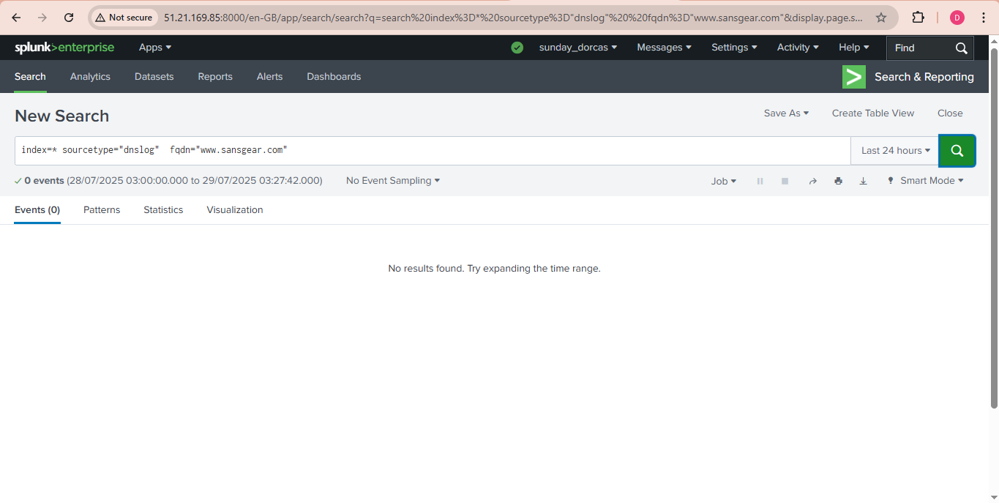 Not secure 51.21.169.85:8000/en-GB/app/search/search?q=search%20index%3D*%20sourcetype%3D"dnslog"%20%20fqdn%3D"www.sansgear.com"&display.page.s... D
splunk>enterprise Apps sunday_dorcas Messages Settings Activity Help Find
Search Analytics Datasets Reports Alerts Dashboards > Search & Reporting
New Search Save As Create Table View Close
index=* sourcetype="dnslog"  fqdn="www.sansgear.com" Last 24 hours
0 events (28/07/2025 03:00:00.000 to 29/07/2025 03:27:42.000) No Event Sampling Job Smart Mode
Events (0) Patterns Statistics Visualization
No results found. Try expanding the time range.